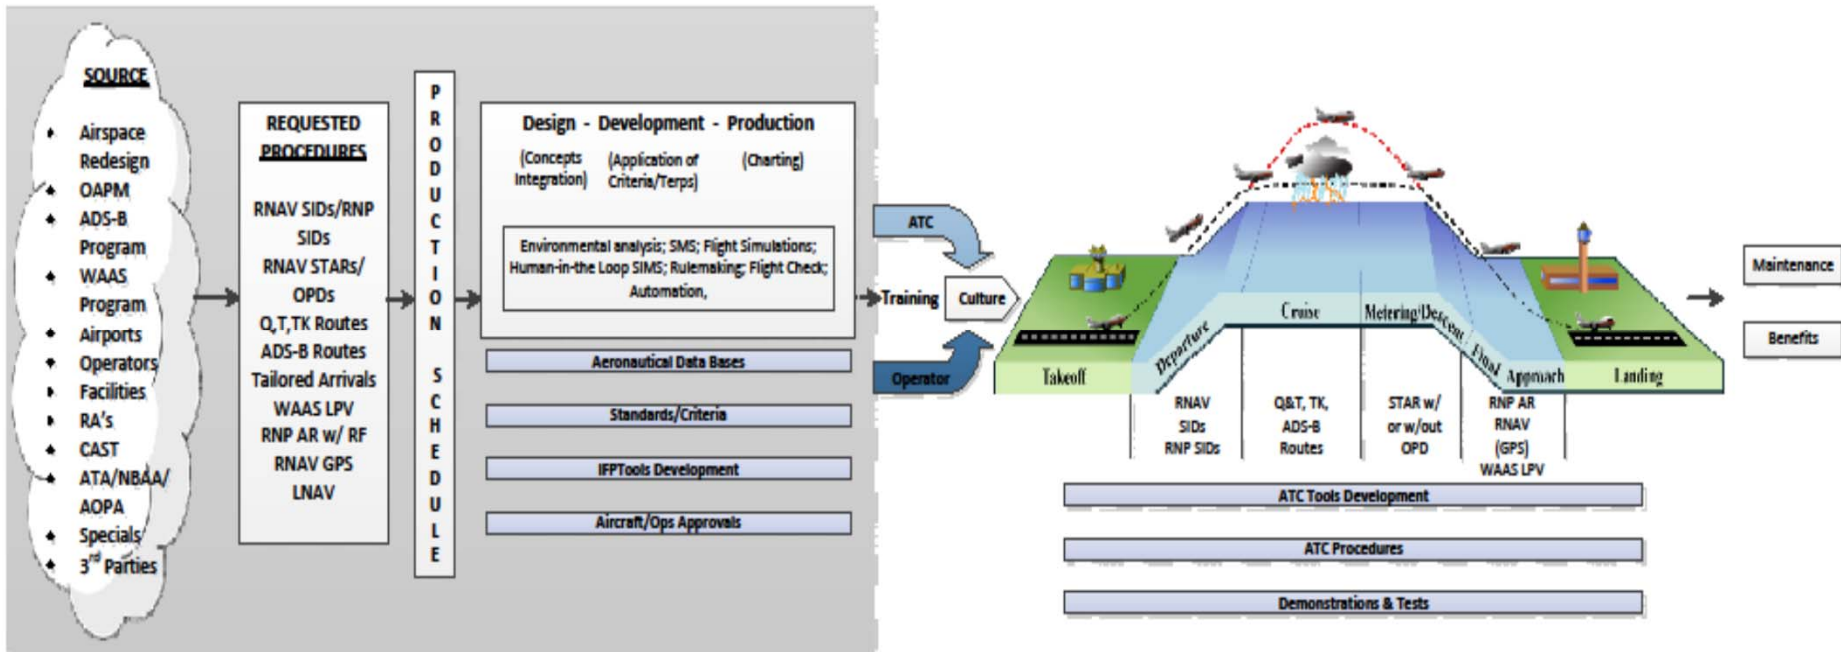 SOURCE
Airspace
Redesign
OAPM
ADS-B
Program
WAAS
Program
Airports
Operators
Facilities
RA's
CAST
ATA/NBAA/
AOPA
Specials
3rd Parties
REQUESTED
PROCEDURES
RNAV SIDs/RNP
SIDs
RNAV STARs/
OPDs
Q,T,TK Routes
ADS-B Routes
Tailored Arrivals
WAAS LPV
RNP AR w/ RF
RNAV GPS
LNAV
PRODUCTION SCHEDULE
Design - Development - Production
(Concepts Integration) (Application of Criteria/Terps) (Charting)
Environmental analysis; SMS; Flight Simulations;
Human-in-the Loop SIMS; Rulemaking; Flight Check;
Automation,
Aeronautical Data Bases
Standards/Criteria
IFPTools Development
Aircraft/Ops Approvals
ATC
Training
Culture
Operator
Takeoff
Departure
Cruise
Metering/Descent
Final
Approach
Landing
RNAV
SIDs
RNP SIDs
Q&T, TK,
ADS-B
Routes
STAR w/
or w/out
OPD
RNP AR
RNAV
(GPS)
WAAS LPV
ATC Tools Development
ATC Procedures
Demonstrations & Tests
Maintenance
Benefits